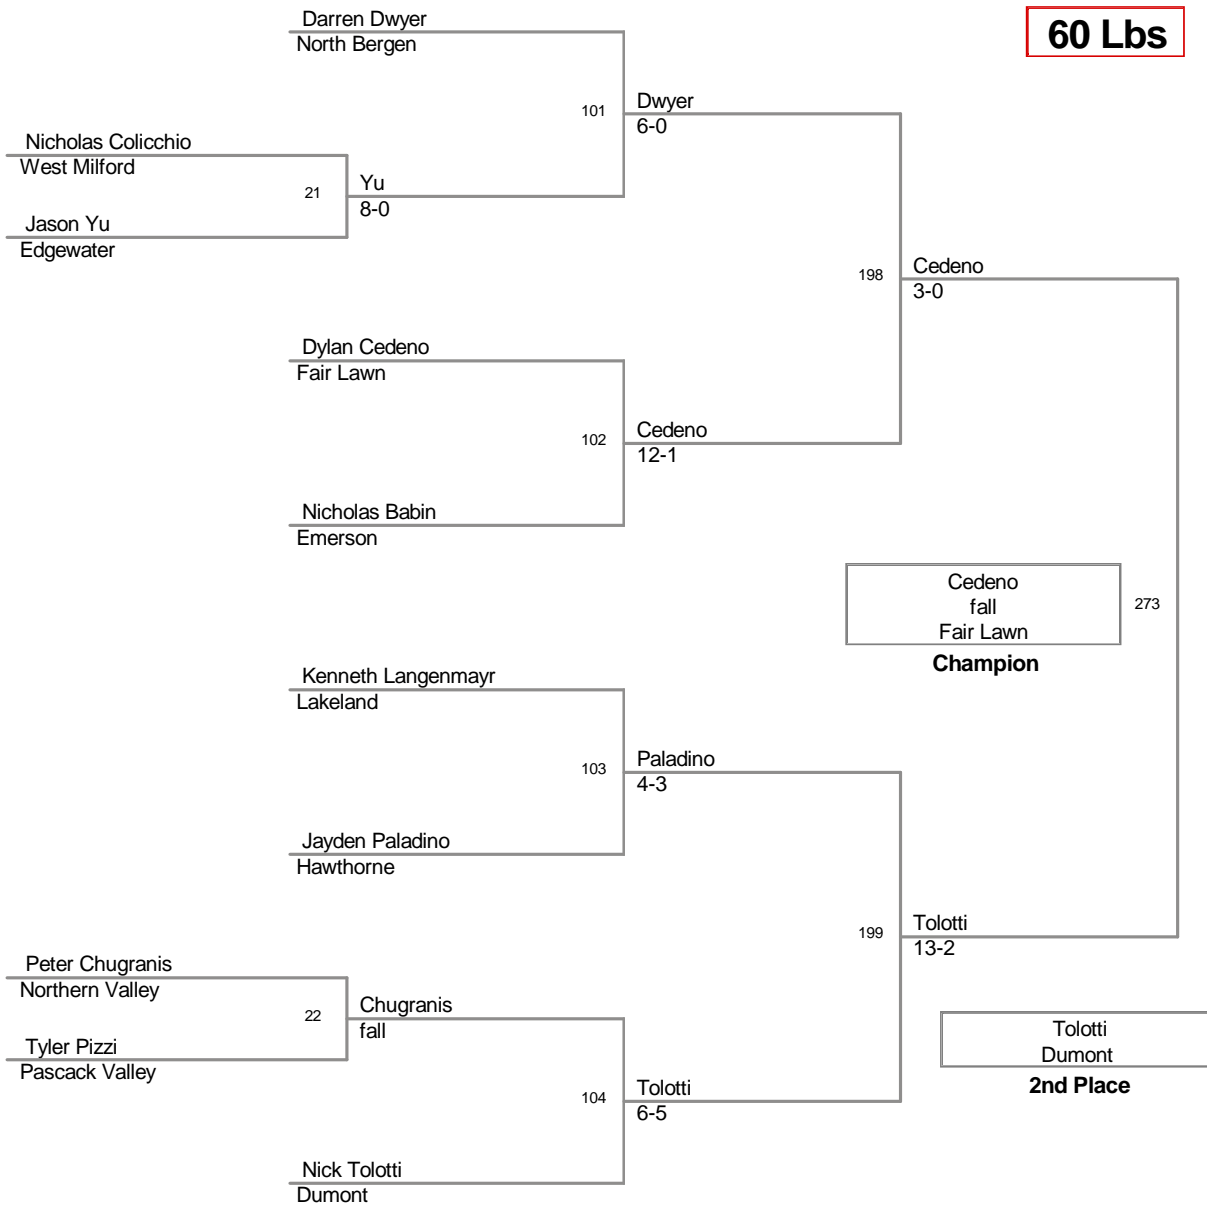 Darren Dwyer
North Bergen
60 Lbs
101
Dwyer
6-0
Nicholas Colicchio
West Milford
21
Yu
8-0
Jason Yu
Edgewater
198
Cedeno
3-0
Dylan Cedeno
Fair Lawn
102
Cedeno
12-1
Nicholas Babin
Emerson
Cedeno
fall
Fair Lawn
273
Champion
Kenneth Langenmayr
Lakeland
103
Paladino
4-3
Jayden Paladino
Hawthorne
199
Tolotti
13-2
Peter Chugranis
Northern Valley
22
Chugranis
fall
Tyler Pizzi
Pascack Valley
Tolotti
Dumont
2nd Place
104
Tolotti
6-5
Nick Tolotti
Dumont